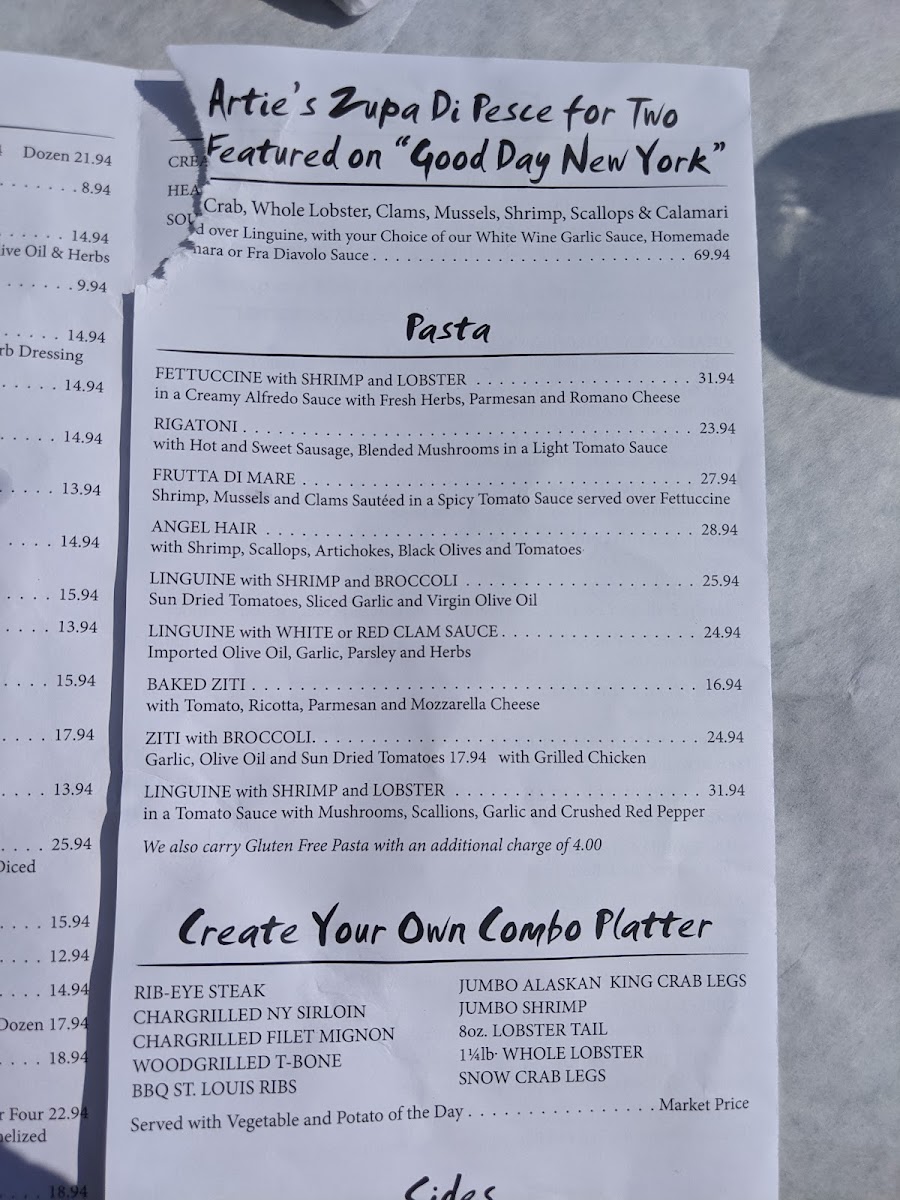 Dozen 21.94
8.94
14.94
Oil & Herbs
9.94
14.94
Dressing
14.94
14.94
13.94
14.94
15.94
13.94
15.94
17.94
13.94
25.94
Diced
15.94
12.94
14.94
Dozen 17.94
18.94
Four 22.94
18.94
Artie's Zupa Di Pesce for Two
Featured on "Good Day New York"
Crab, Whole Lobster, Clams, Mussels, Shrimp, Scallops & Calamari
over Linguine, with your Choice of our White Wine Garlic Sauce, Homemade
or Fra Diavolo Sauce . . . . . . . . . . . . . . . . . . . . . . . . . . . . 69.94
Pasta
FETTUCCINE with SHRIMP and LOBSTER . . . . . . . . . . . . . . . . . . . 31.94
in a Creamy Alfredo Sauce with Fresh Herbs, Parmesan and Romano Cheese
RIGATONI . . . . . . . . . . . . . . . . . . . . . . . . . . . . . . . . . . . . . 23.94
with Hot and Sweet Sausage, Blended Mushrooms in a Light Tomato Sauce
FRUTTA DI MARE . . . . . . . . . . . . . . . . . . . . . . . . . . . . . . . . . 27.94
Shrimp, Mussels and Clams Sautéed in a Spicy Tomato Sauce served over Fettuccine
ANGEL HAIR . . . . . . . . . . . . . . . . . . . . . . . . . . . . . . . . . . . . 28.94
with Shrimp, Scallops, Artichokes, Black Olives and Tomatoes
LINGUINE with SHRIMP and BROCCOLI . . . . . . . . . . . . . . . . . . . . 25.94
Sun Dried Tomatoes, Sliced Garlic and Virgin Olive Oil
LINGUINE with WHITE or RED CLAM SAUCE . . . . . . . . . . . . . . . . . 24.94
Imported Olive Oil, Garlic, Parsley and Herbs
BAKED ZITI . . . . . . . . . . . . . . . . . . . . . . . . . . . . . . . . . . . . . 16.94
with Tomato, Ricotta, Parmesan and Mozzarella Cheese
ZITI with BROCCOLI. . . . . . . . . . . . . . . . . . . . . . . . . . . . . . . . 24.94
Garlic, Olive Oil and Sun Dried Tomatoes 17.94 with Grilled Chicken
LINGUINE with SHRIMP and LOBSTER . . . . . . . . . . . . . . . . . . . . . 31.94
in a Tomato Sauce with Mushrooms, Scallions, Garlic and Crushed Red Pepper
We also carry Gluten Free Pasta with an additional charge of 4.00
Create Your Own Combo Platter
RIB-EYE STEAK
CHARGRILLED NY SIRLOIN
CHARGRILLED FILET MIGNON
WOODGRILLED T-BONE
BBQ ST. LOUIS RIBS
JUMBO ALASKAN KING CRAB LEGS
JUMBO SHRIMP
8oz. LOBSTER TAIL
1¼lb. WHOLE LOBSTER
SNOW CRAB LEGS
Served with Vegetable and Potato of the Day . . . . . . . . . . . . . . . . Market Price
Sides